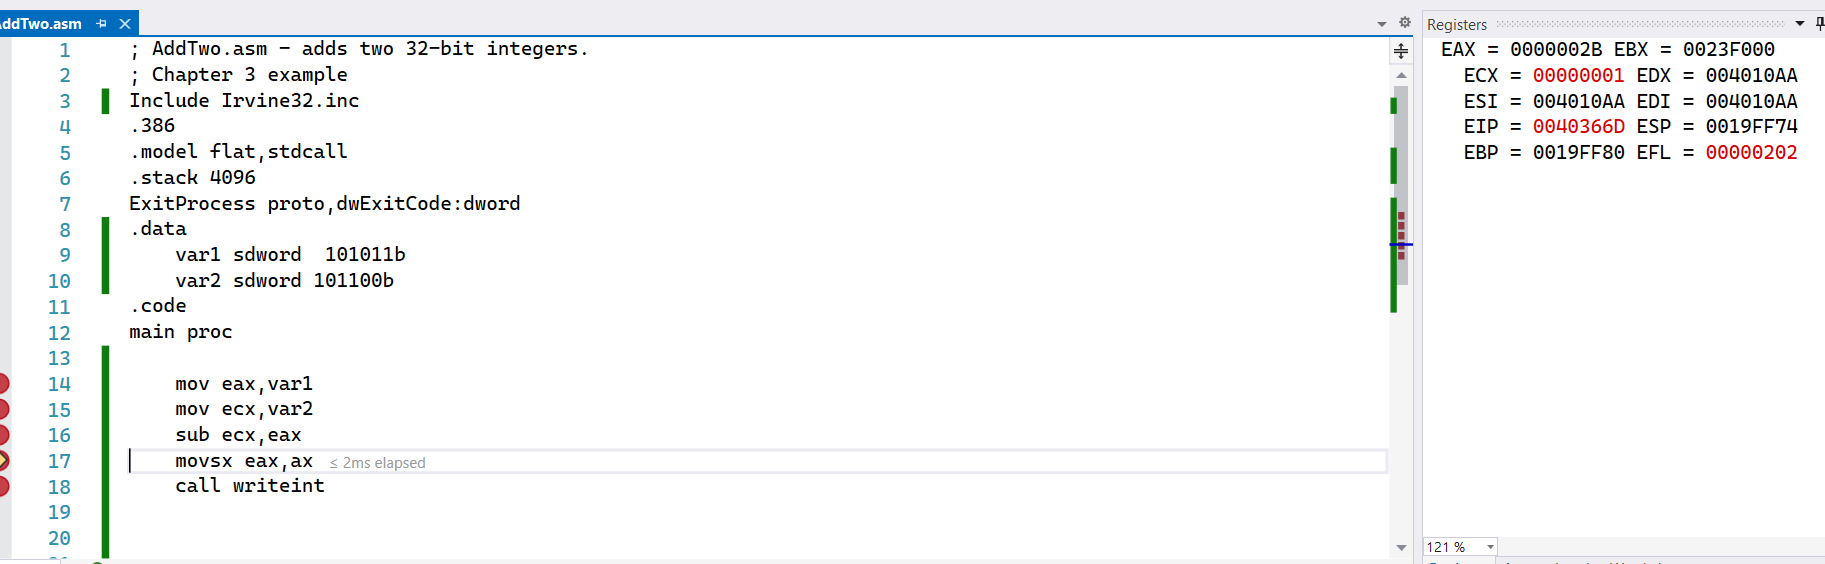 AddTwo.asm
1 ; AddTwo.asm - adds two 32-bit integers.
2 ; Chapter 3 example
3 Include Irvine32.inc
4 .386
5 .model flat,stdcall
6 .stack 4096
7 ExitProcess proto,dwExitCode:dword
8 .data
9 var1 sdword  101011b
10 var2 sdword 101100b
11 .code
12 main proc
13
14 mov eax,var1
15 mov ecx,var2
16 sub ecx,eax
17 movsx eax,ax ≤ 2ms elapsed
18 call writeint
19
20
Registers
EAX = 0000002B EBX = 0023F000
ECX = 00000001 EDX = 004010AA
ESI = 004010AA EDI = 004010AA
EIP = 0040366D ESP = 0019FF74
EBP = 0019FF80 EFL = 00000202
121 %